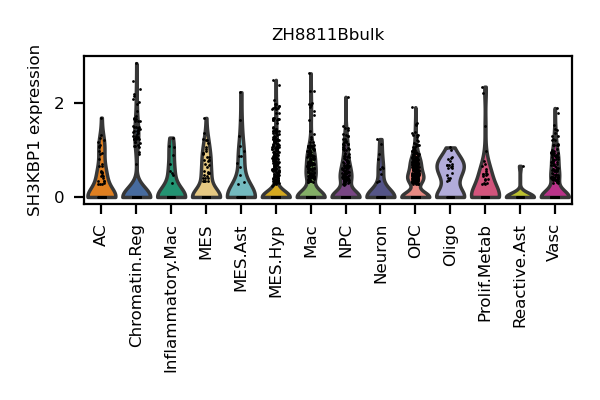 ZH8811Bbulk
SH3KBP1 expression
2
0
AC
Chromatin.Reg
Inflammatory.Mac
MES
MES.Ast
MES.Hyp
Mac
NPC
Neuron
OPC
Oligo
Prolif.Metab
Reactive.Ast
Vasc